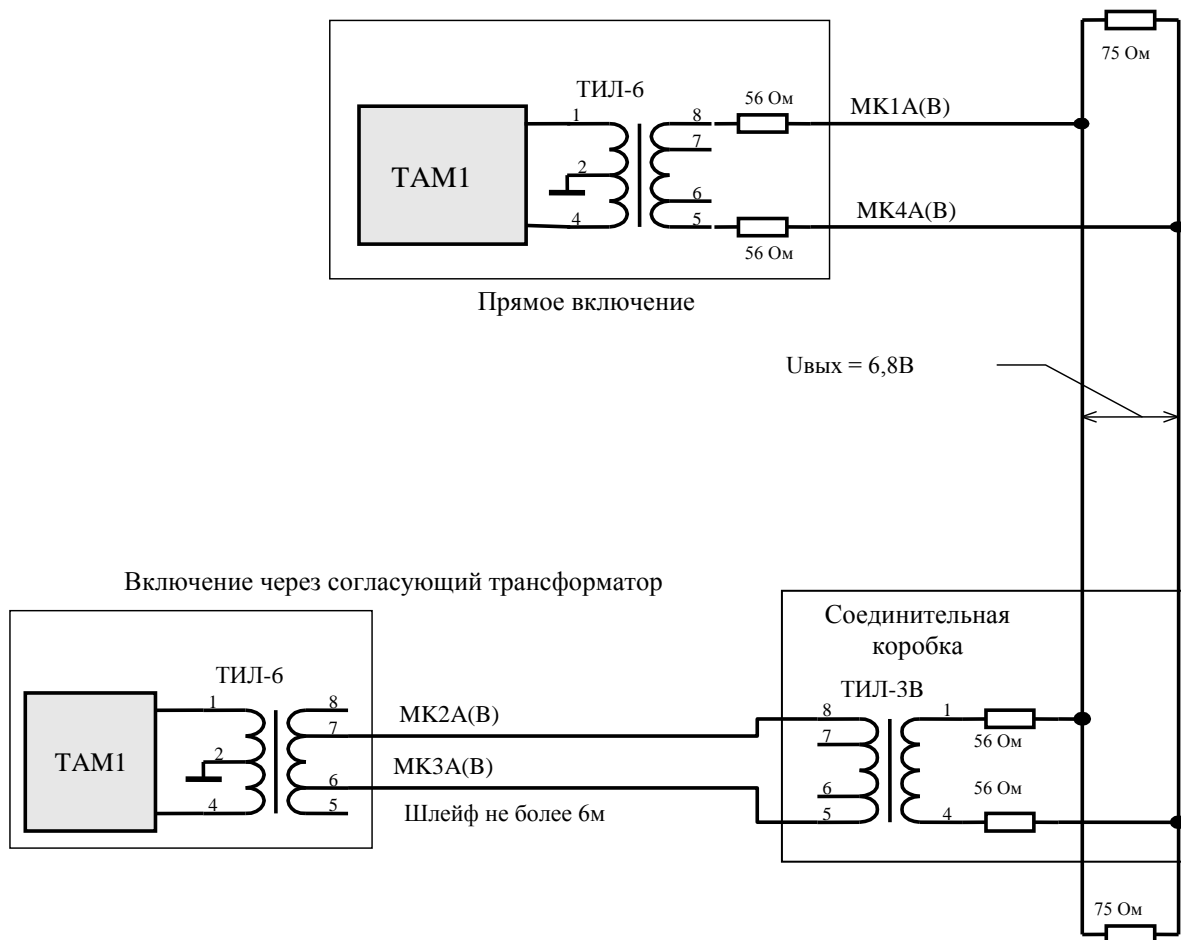 75 Ом
ТИЛ-6
56 Ом
МК1А(В)
1
8
7
ТАМ1
2
6
МК4А(В)
4
5
56 Ом
Прямое включение
Uвых = 6,8В
Включение через согласующий трансформатор
Соединительная
коробка
ТИЛ-6
ТИЛ-3В
1
8
МК2А(В)
8
1
7
7
56 Ом
ТАМ1
2
МК3А(В)
6
6
56 Ом
4
5
Шлейф не более 6м
5
4
75 Ом